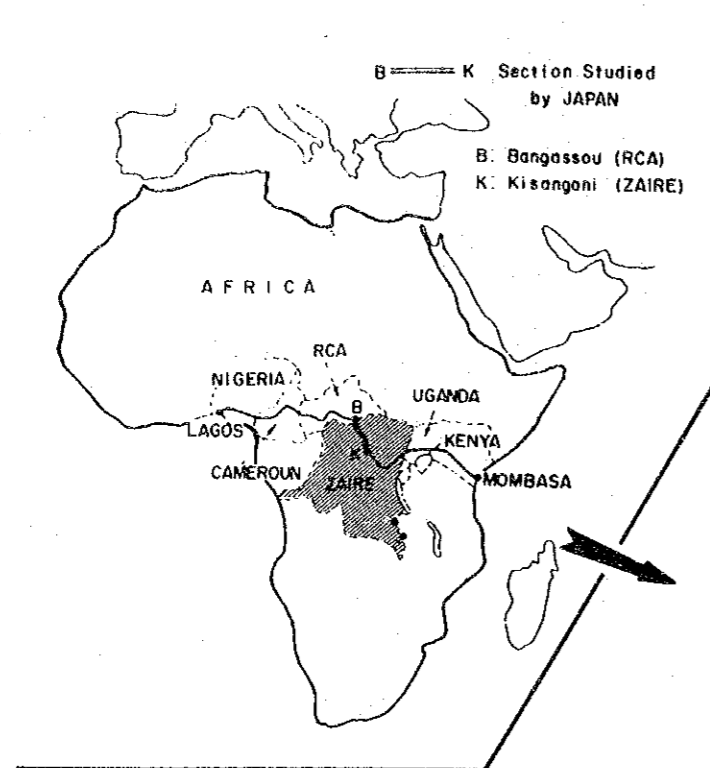 B K Section Studied
by JAPAN
B: Bangassou (RCA)
K: Kisangani (ZAIRE)
AFRICA
RCA
NIGERIA
UGANDA
B
LAGOS
KENYA
K
CAMEROUN
ZAIRE
MOMBASA